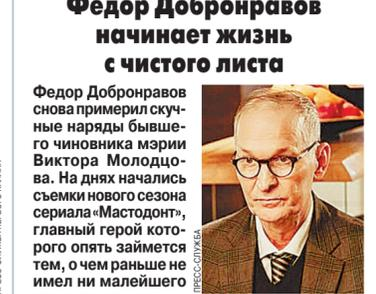 Федор Добронравов
начинает жизнь
с чистого листа
Федор Добронравов
снова примерил скуч-
ные наряды бывше-
го чиновника мэрии
Виктора Молодцо-
ва. На днях начались
съемки нового сезона
сериала «Мастодонт»,
главный герой кото-
рого опять займется
тем, о чем раньше не
имел ни малейшего
ПРЕСС-СЛУЖБА